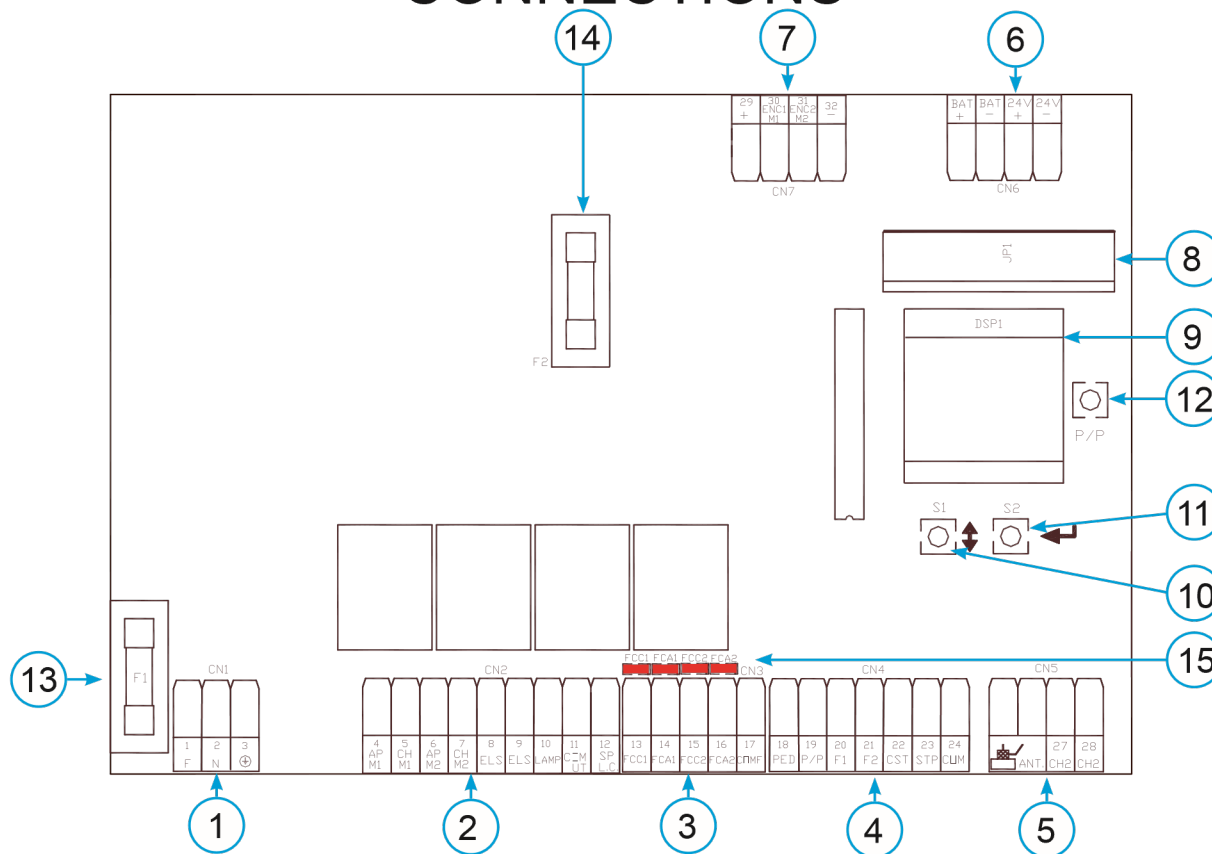 CONNECTIONS
14
7
6
29 +
30 ENC1 M1
31 ENC2 M2
32 -
CN7
BAT +
BAT -
24V +
24V -
CN6
JP1
8
DSP1
9
F2
12
P/P
S1
S2
11
10
15
FCC1 FCA1 FCC2 FCA2
13
F1
CN1
CN2
CN3
CN4
CN5
1 F
2 N
3
4 AP M1
5 CH M1
6 AP M2
7 CH M2
8 ELS
9 ELS
10 LAMP
11 COM UT
12 SP L.C
13 FCC1
14 FCA1
15 FCC2
16 FCA2
17 COMF
18 PED
19 P/P
20 F1
21 F2
22 CST
23 STP
24 COM
ANT.
27 CH2
28 CH2
1
2
3
4
5